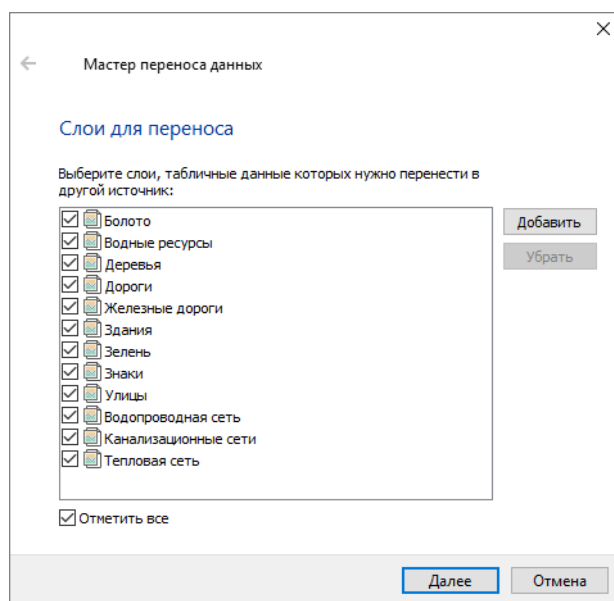 Мастер переноса данных
Слои для переноса
Выберите слои, табличные данные которых нужно перенести в
другой источник:
Болото
Добавить
Водные ресурсы
Убрать
Деревья
Дороги
Железные дороги
Здания
Зелень
Знаки
Улицы
Водопроводная сеть
Канализационные сети
Тепловая сеть
Отметить все
Далее
Отмена